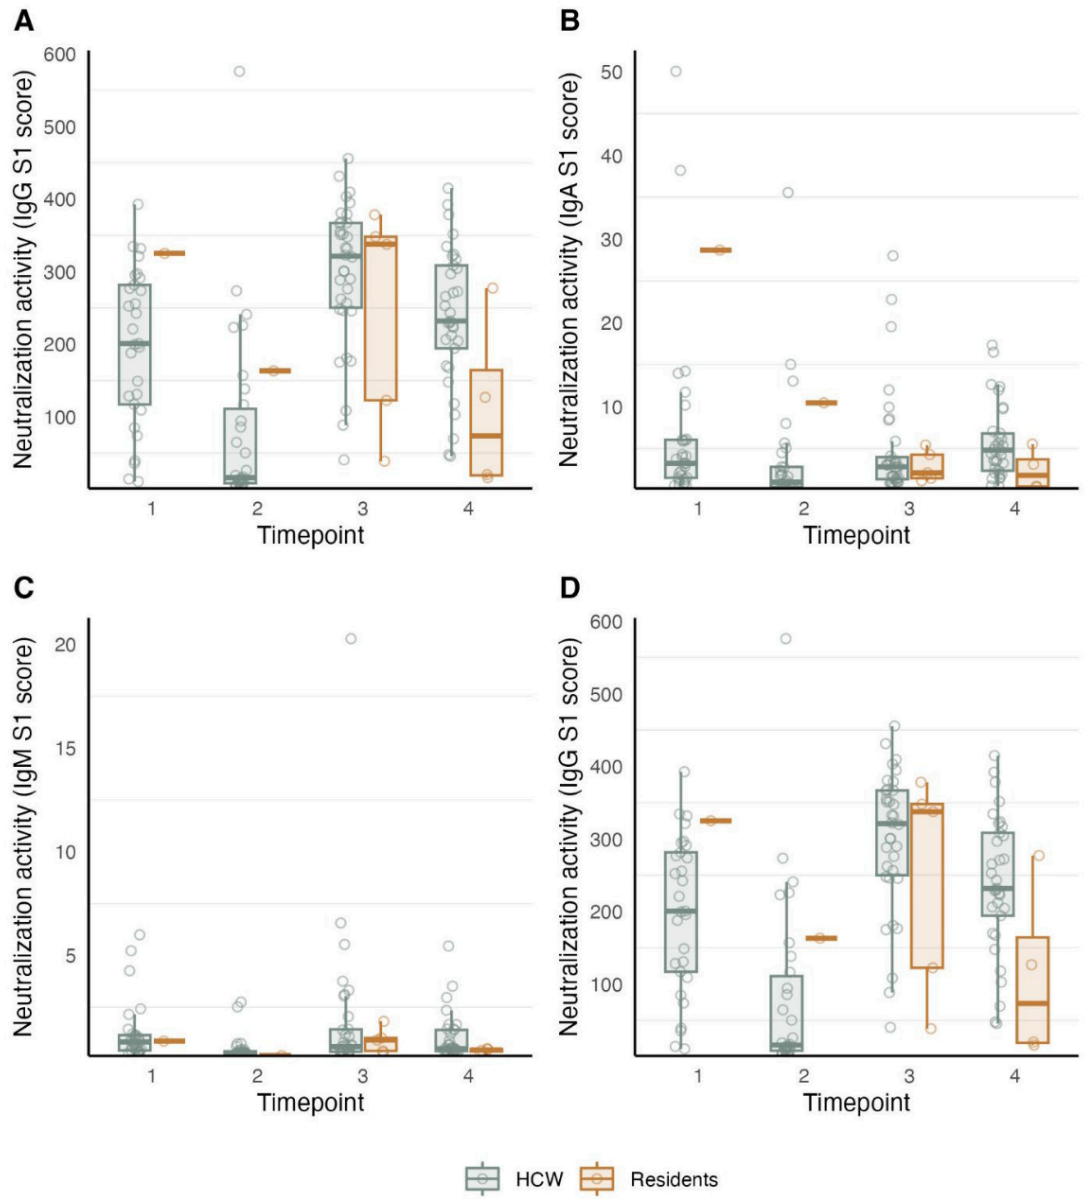 A
Neutralization activity (IgG S1 score)
600
500
400
300
200
100
1 2 3 4
Timepoint
B
Neutralization activity (IgA S1 score)
50
40
30
20
10
1 2 3 4
Timepoint
C
Neutralization activity (IgM S1 score)
20
15
10
5
1 2 3 4
Timepoint
D
Neutralization activity (IgG S1 score)
600
500
400
300
200
100
1 2 3 4
Timepoint
HCW Residents